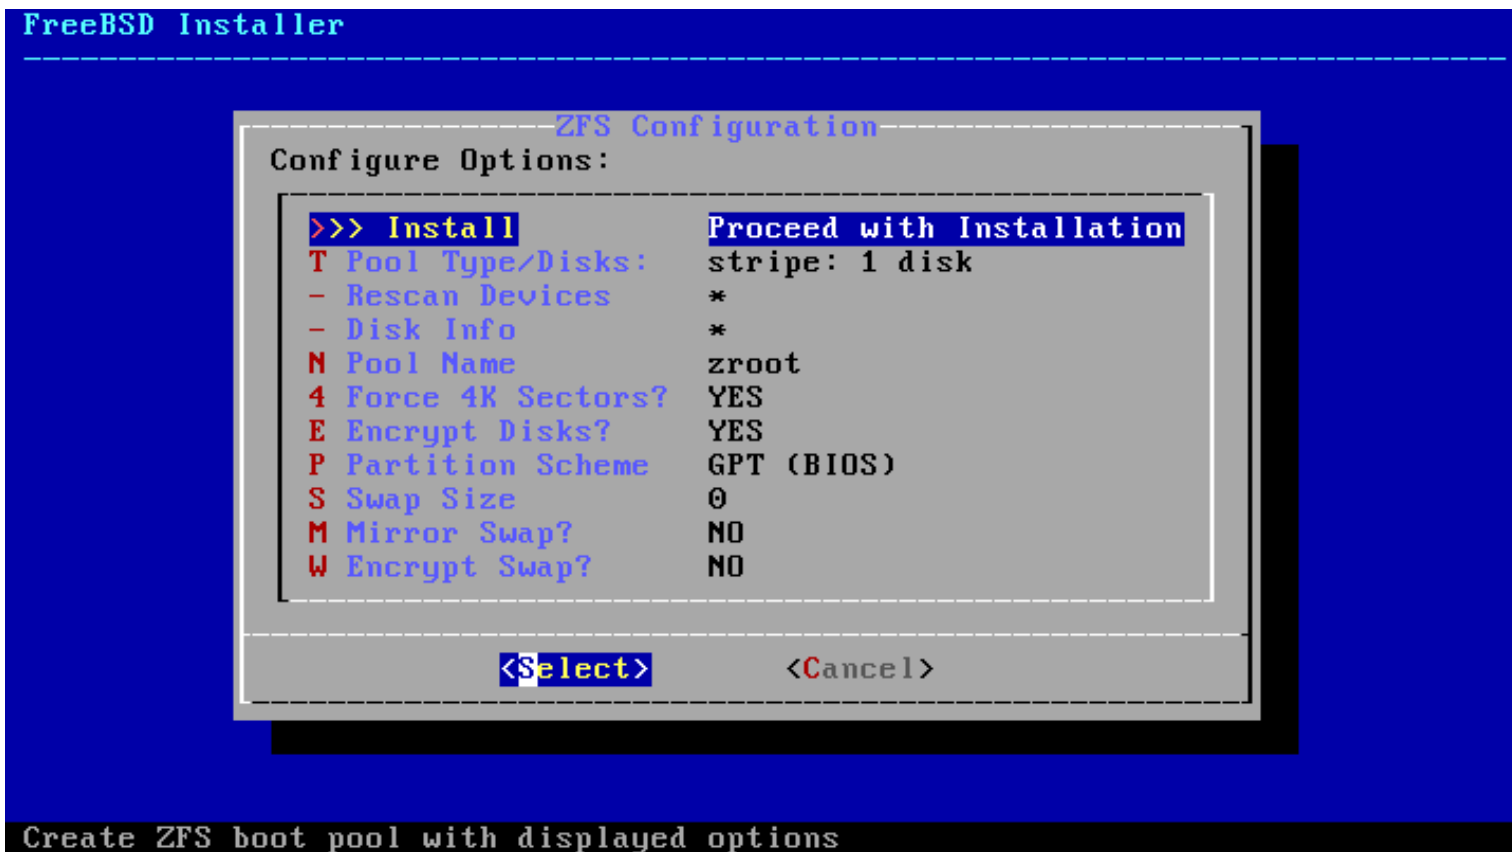 FreeBSD Installer
ZFS Configuration
Configure Options:
>>> Install Proceed with Installation
T Pool Type/Disks: stripe: 1 disk
- Rescan Devices *
- Disk Info *
N Pool Name zroot
4 Force 4K Sectors? YES
E Encrypt Disks? YES
P Partition Scheme GPT (BIOS)
S Swap Size 0
M Mirror Swap? NO
W Encrypt Swap? NO
<Select> <Cancel>
Create ZFS boot pool with displayed options